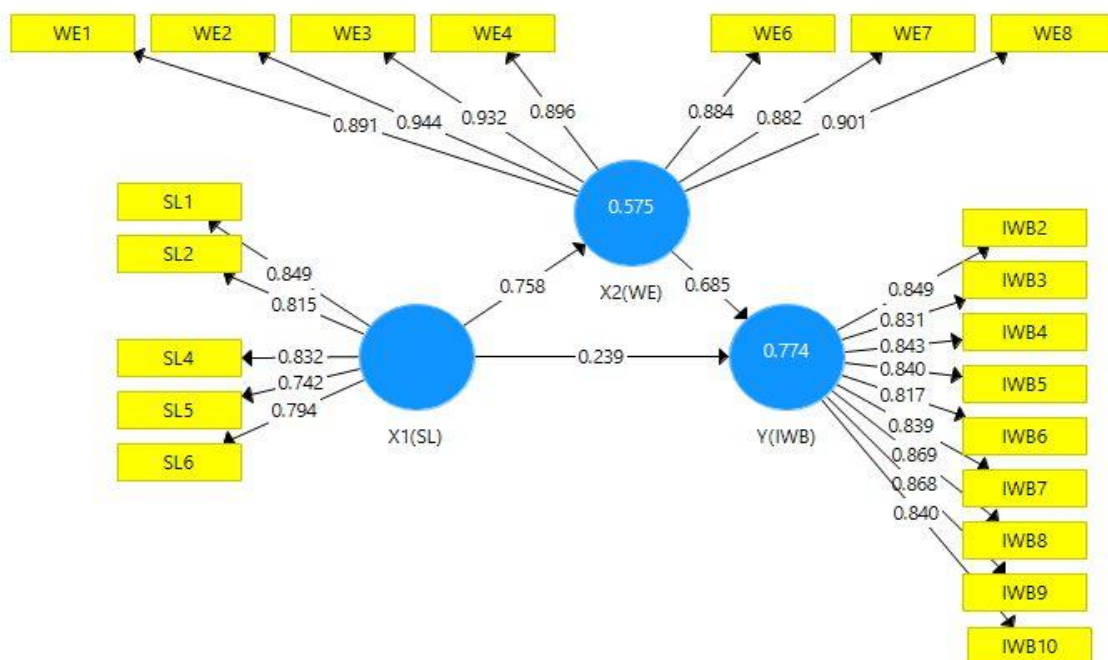 WE1 WE2 WE3 WE4 WE6 WE7 WE8
0.891 0.944 0.932 0.896 0.884 0.882 0.901
0.575
X2(WE)
SL1
SL2
SL4
SL5
SL6
0.849
0.815
0.832
0.742
0.794
X1(SL)
0.758
0.685
0.239
0.774
Y(IWB)
0.849
0.831
0.843
0.840
0.817
0.839
0.869
0.868
0.840
IWB2
IWB3
IWB4
IWB5
IWB6
IWB7
IWB8
IWB9
IWB10